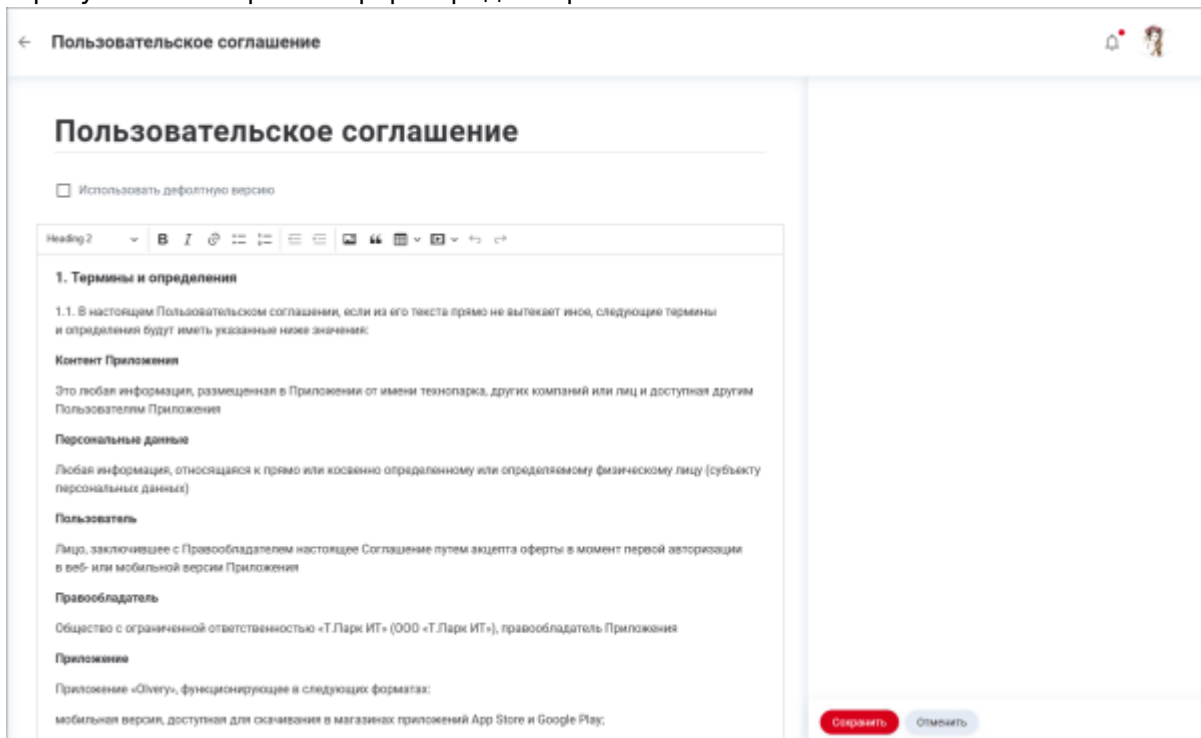 Пользовательское соглашение
Пользовательское соглашение
Использовать дефолтную версию
Heading 2
1. Термины и определения
1.1. В настоящем Пользовательском соглашении, если из его текста прямо не вытекает иное, следующие термины
и определения будут иметь указанные ниже значения:
Контент Приложения
Это любая информация, размещенная в Приложении от имени технопарка, других компаний или лиц и доступная другим
Пользователям Приложения
Персональные данные
Любая информация, относящаяся к прямо или косвенно определенному или определяемому физическому лицу (субъекту
персональных данных)
Пользователь
Лицо, заключившее с Правообладателем настоящее Соглашение путем акцепта оферты в момент первой авторизации
в веб- или мобильной версии Приложения
Правообладатель
Общество с ограниченной ответственностью «Т.Парк ИТ» (ООО «Т.Парк ИТ»), правообладатель Приложения
Приложение
Приложение «Olvery», функционирующее в следующих форматах:
мобильная версия, доступная для скачивания в магазинах приложений App Store и Google Play;
Сохранить
Отменить